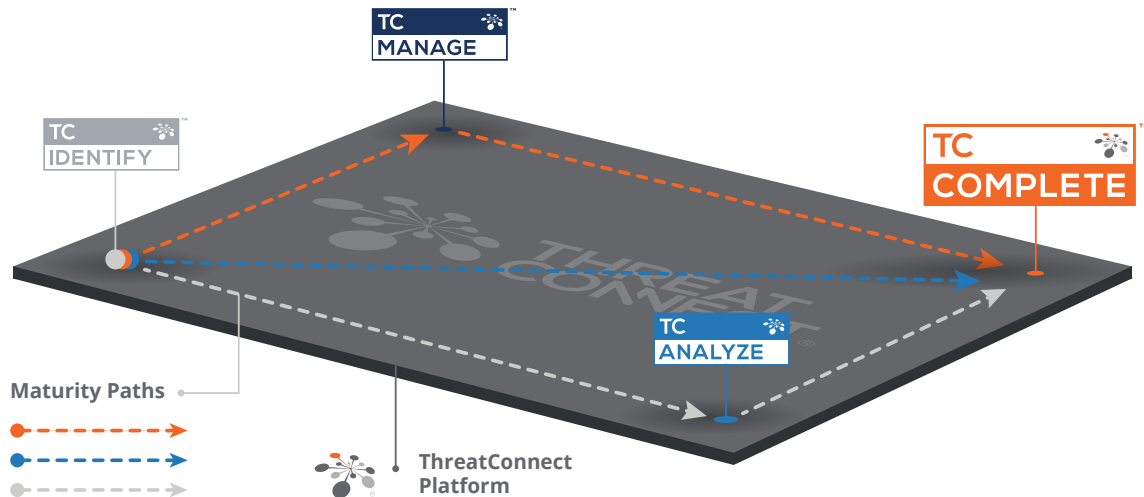 TC
MANAGE
TC
IDENTIFY
TC
COMPLETE
THREAT
CONNECT
TC
ANALYZE
Maturity Paths
ThreatConnect
Platform